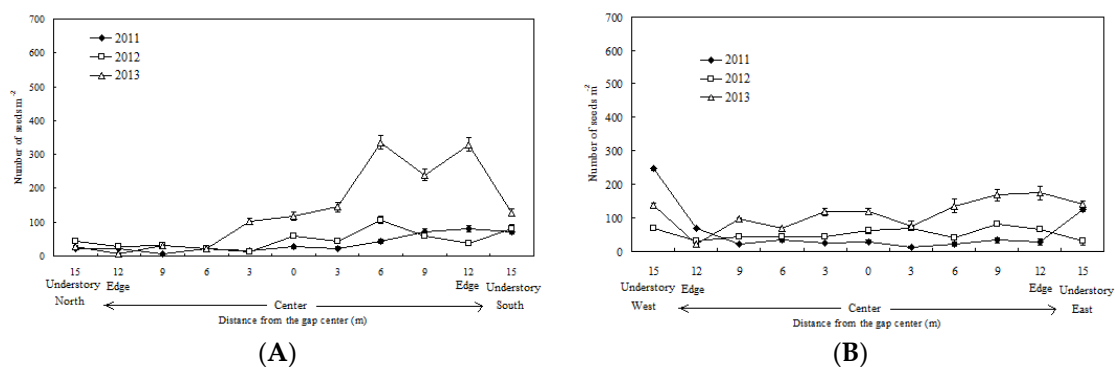 700
600
500
400
300
200
100
0
Number of seeds m⁻²
2011
2012
2013
15 12 9 6 3 0 3 6 9 12 15
Understory Edge Edge Understory
North Center South
Distance from the gap center (m)
(A)
700
600
500
400
300
200
100
0
Number of seeds m⁻²
2011
2012
2013
15 12 9 6 3 0 3 6 9 12 15
Understory Edge Edge Understory
West Center East
Distance from the gap center (m)
(B)